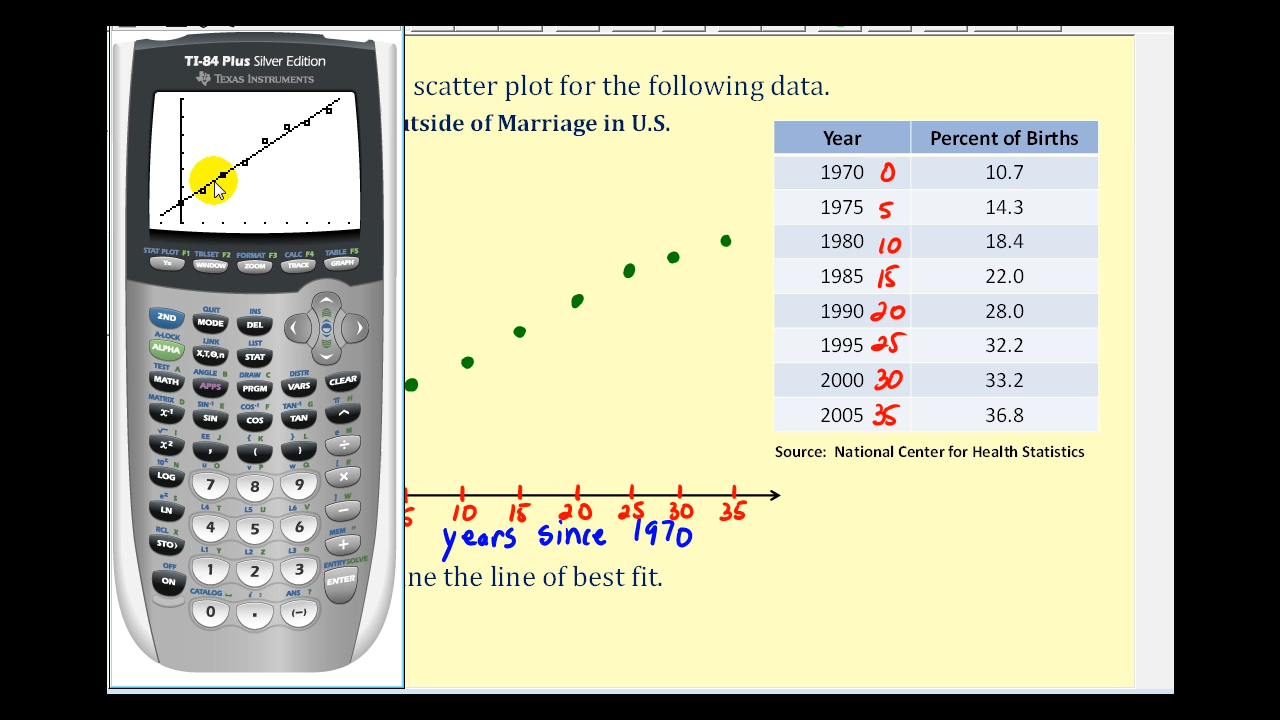 TI-84 Plus Silver Edition
TEXAS INSTRUMENTS
scatter plot for the following data.
utside of Marriage in U.S.
Year Percent of Births
1970 0 10.7
1975 5 14.3
1980 10 18.4
1985 15 22.0
1990 20 28.0
1995 25 32.2
2000 30 33.2
2005 35 36.8
Source: National Center for Health Statistics
5 10 15 20 25 30 35
years since 1970
ne the line of best fit.
STAT PLOT F1 TBLSET F2 FORMAT F3 CALC F4 TABLE F5
Y= WINDOW ZOOM TRACE GRAPH
QUIT INS
2ND MODE DEL
A-LOCK LINK LIST
ALPHA X,T,θ,n STAT
TEST A ANGLE B DRAW C DISTR
MATH APPS PRGM VARS CLEAR
MATRIX D SIN-1 E COS-1 F TAN-1 G π H
X-1 SIN COS TAN ^
√ I EE J { K } L e M
X² , ( ) ÷
10ˣ N u O v P w Q [ R
LOG 7 8 9 ×
eˣ S L4 T L5 U L6 V ] W
LN 4 5 6 −
RCL X L1 Y L2 Z L3 θ MEM "
STO› 1 2 3 +
OFF CATALOG i : ANS ? ENTRY SOLVE
ON 0 . (−) ENTER